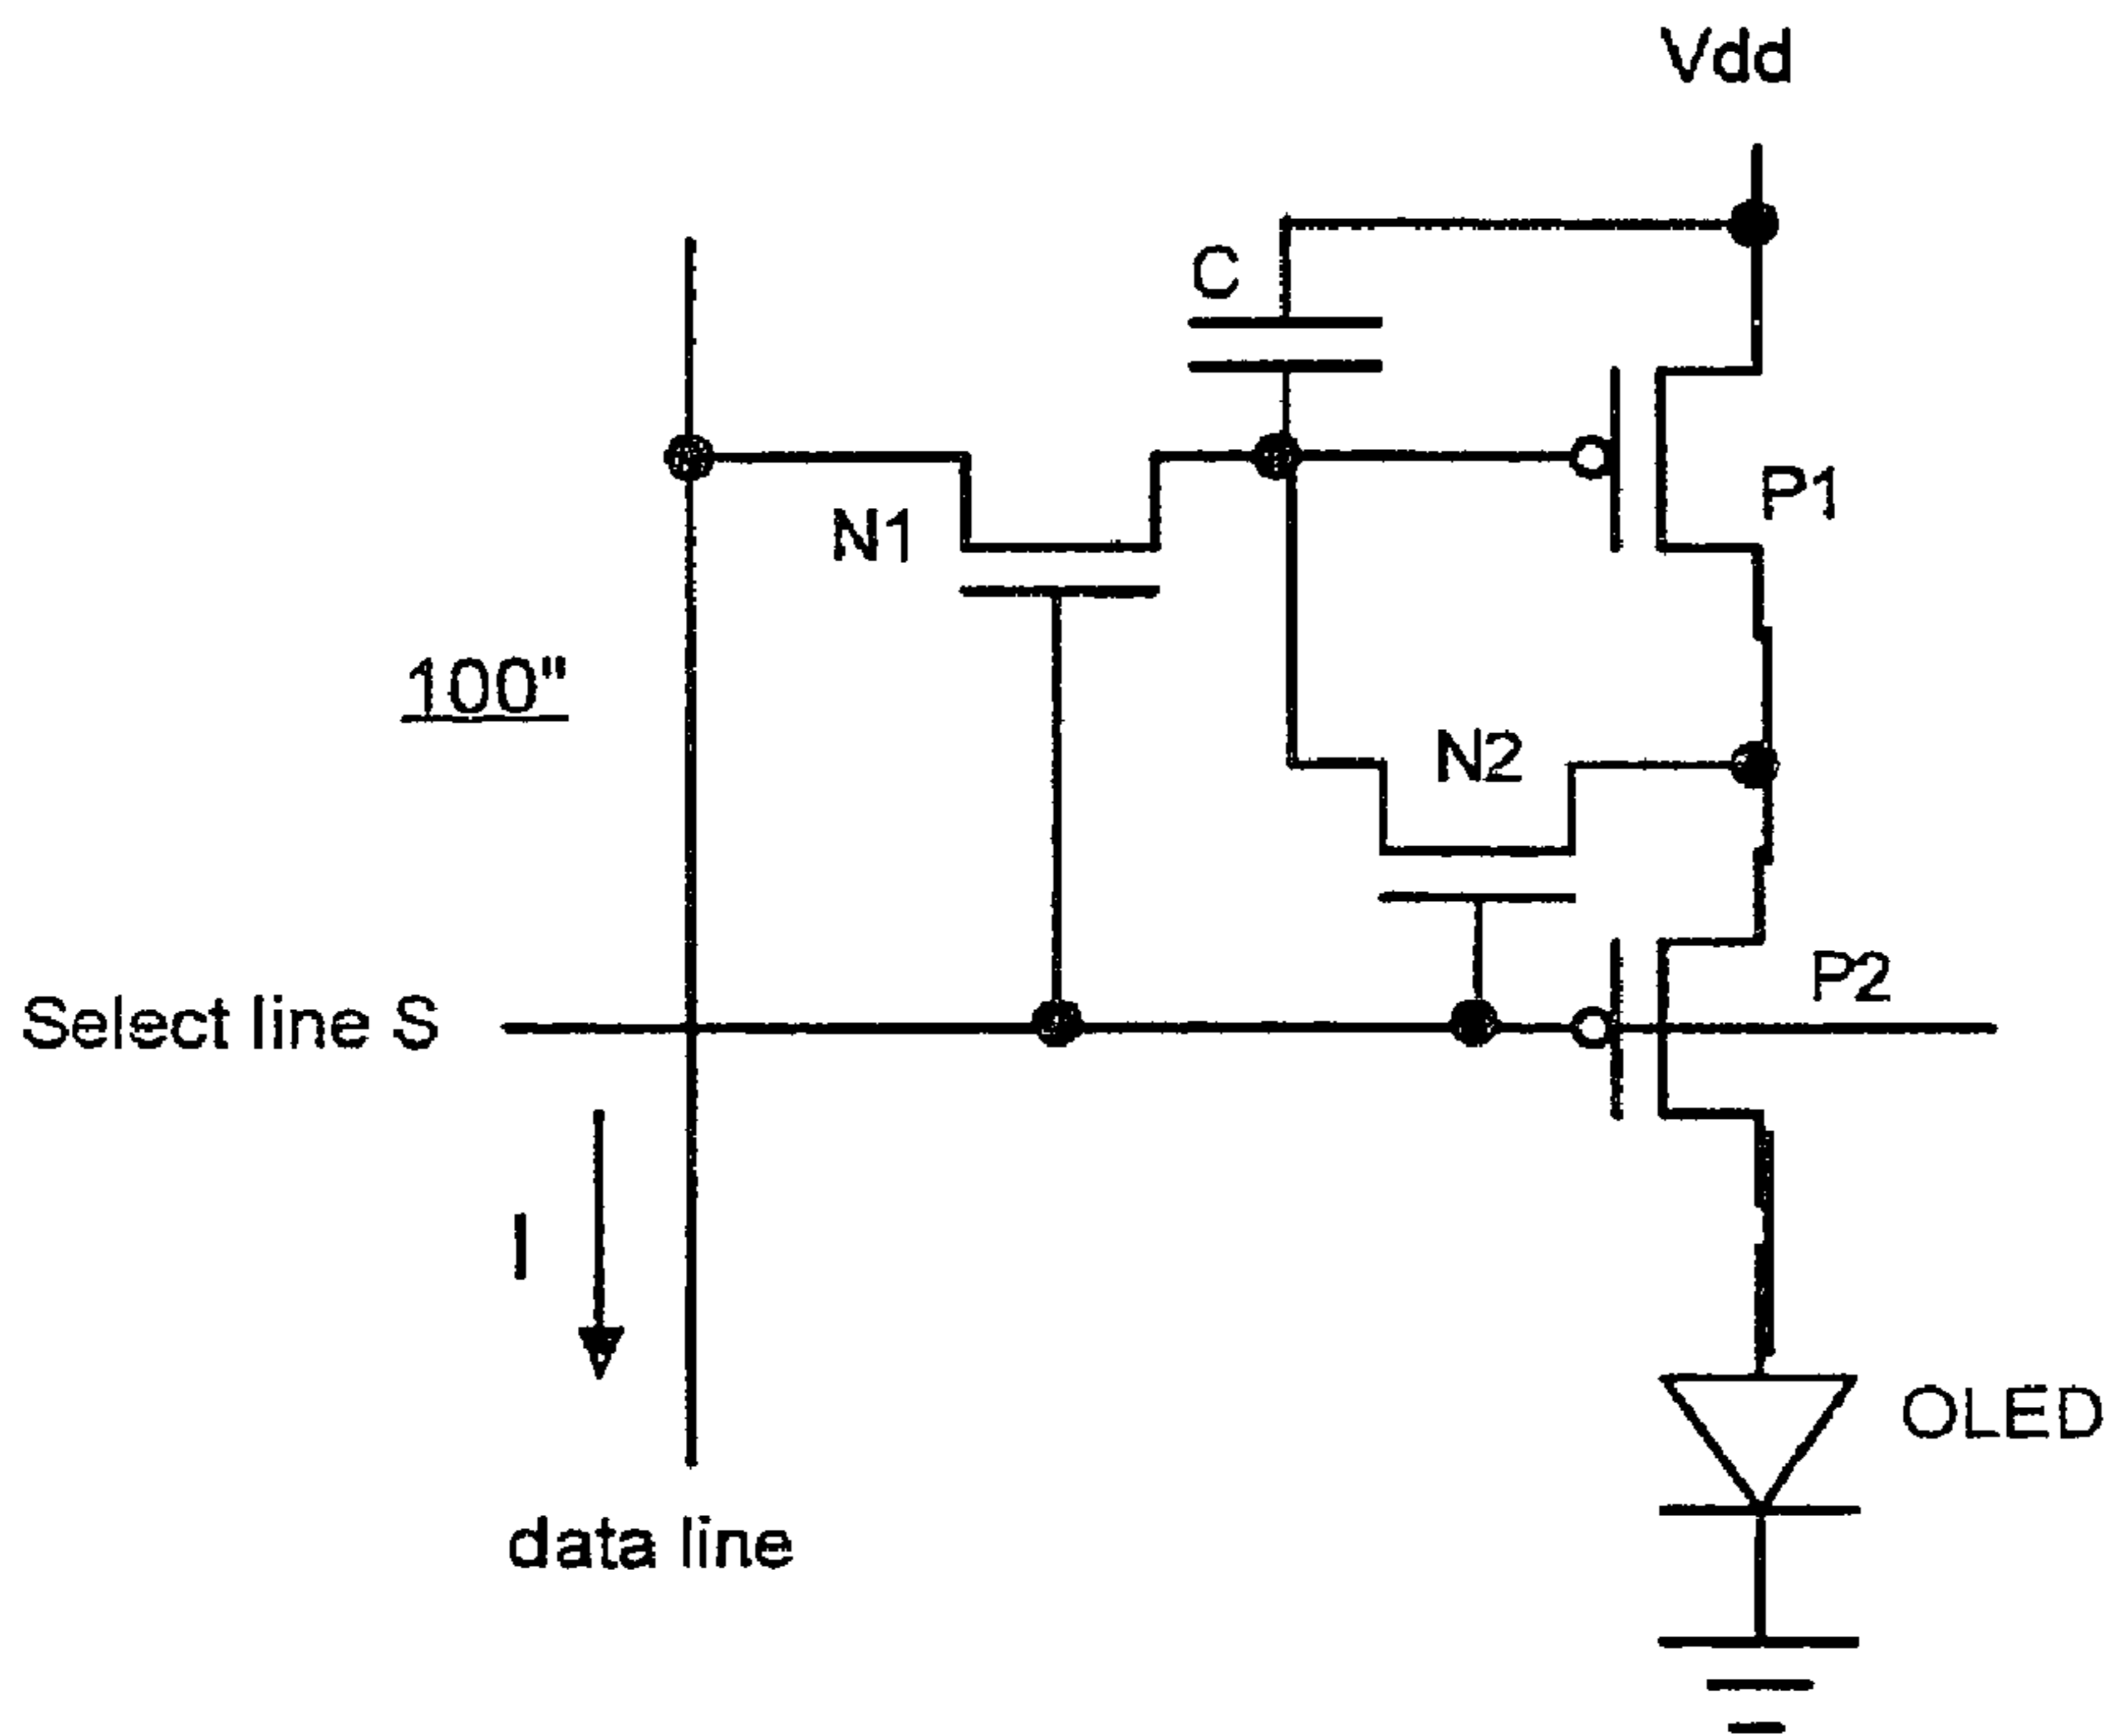 Vdd
C
P1
N1
100"
N2
P2
Select line S
I
OLED
data line